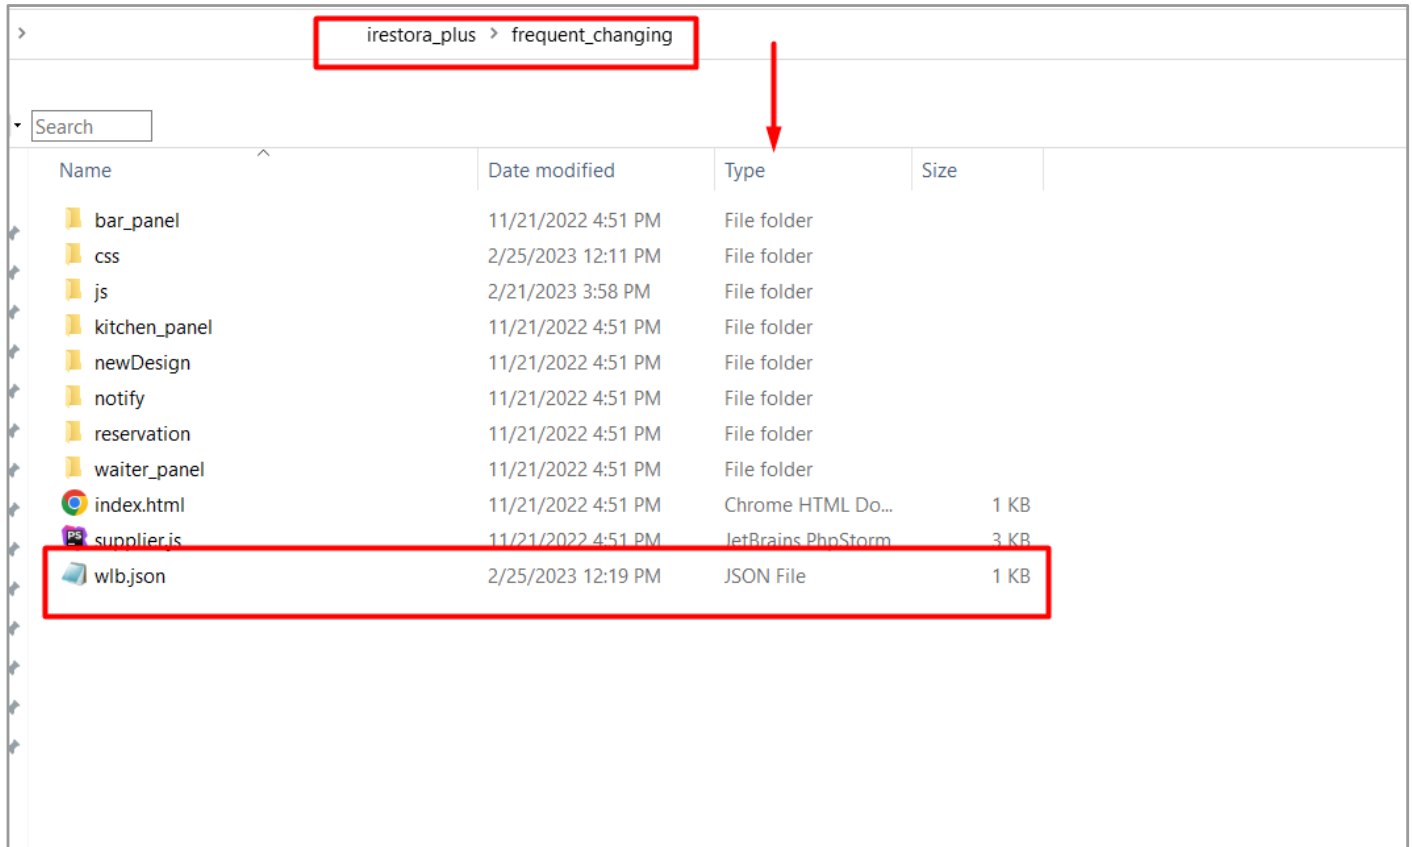 > irestora_plus > frequent_changing
Search
Name Date modified Type Size
bar_panel 11/21/2022 4:51 PM File folder
css 2/25/2023 12:11 PM File folder
js 2/21/2023 3:58 PM File folder
kitchen_panel 11/21/2022 4:51 PM File folder
newDesign 11/21/2022 4:51 PM File folder
notify 11/21/2022 4:51 PM File folder
reservation 11/21/2022 4:51 PM File folder
waiter_panel 11/21/2022 4:51 PM File folder
index.html 11/21/2022 4:51 PM Chrome HTML Do... 1 KB
PS supplier.js 11/21/2022 4:51 PM JetBrains PhpStorm 3 KB
wlb.json 2/25/2023 12:19 PM JSON File 1 KB